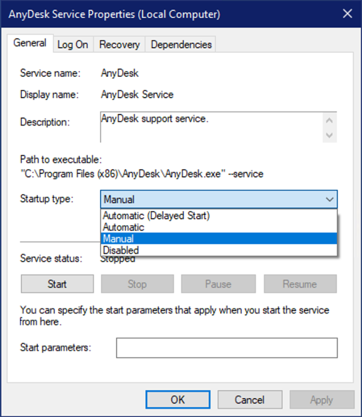 AnyDesk Service Properties (Local Computer)
General Log On Recovery Dependencies
Service name: AnyDesk
Display name: AnyDesk Service
Description: AnyDesk support service.
Path to executable:
"C:\Program Files (x86)\AnyDesk\AnyDesk.exe" --service
Startup type: Manual
Automatic (Delayed Start)
Automatic
Manual
Disabled
Service status: Stopped
Start Stop Pause Resume
You can specify the start parameters that apply when you start the service
from here.
Start parameters:
OK Cancel Apply